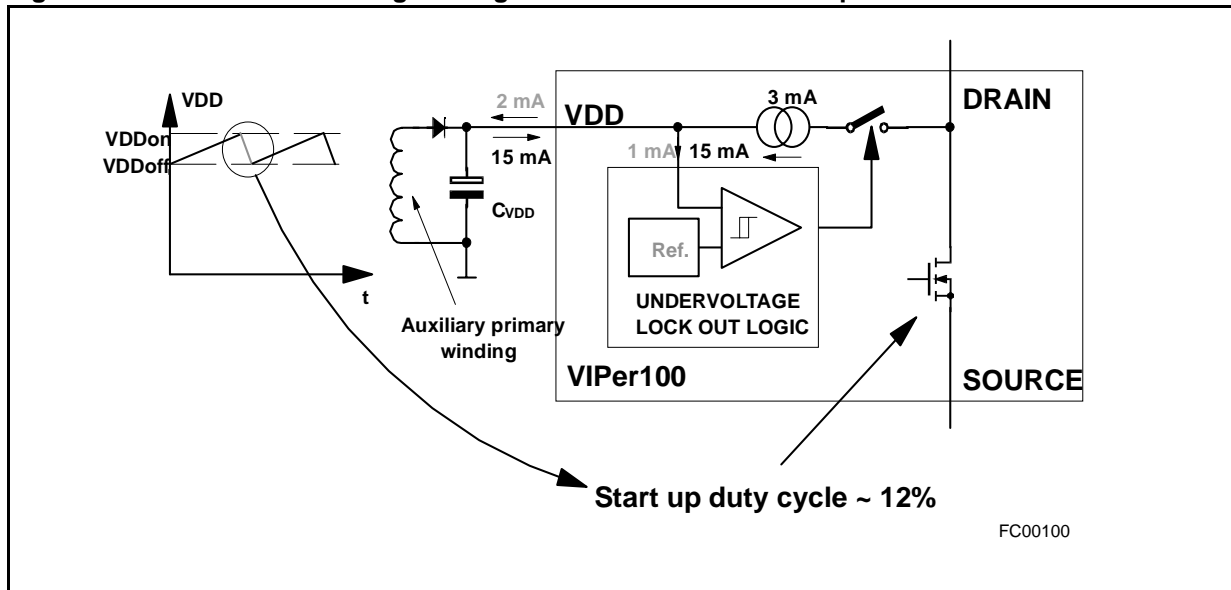 VDD
VDDon
VDDoff
t
2 mA
15 mA
CVDD
Auxiliary primary
winding
VDD
3 mA
1 mA
15 mA
Ref.
UNDERVOLTAGE
LOCK OUT LOGIC
VIPer100
DRAIN
SOURCE
Start up duty cycle ~ 12%
FC00100